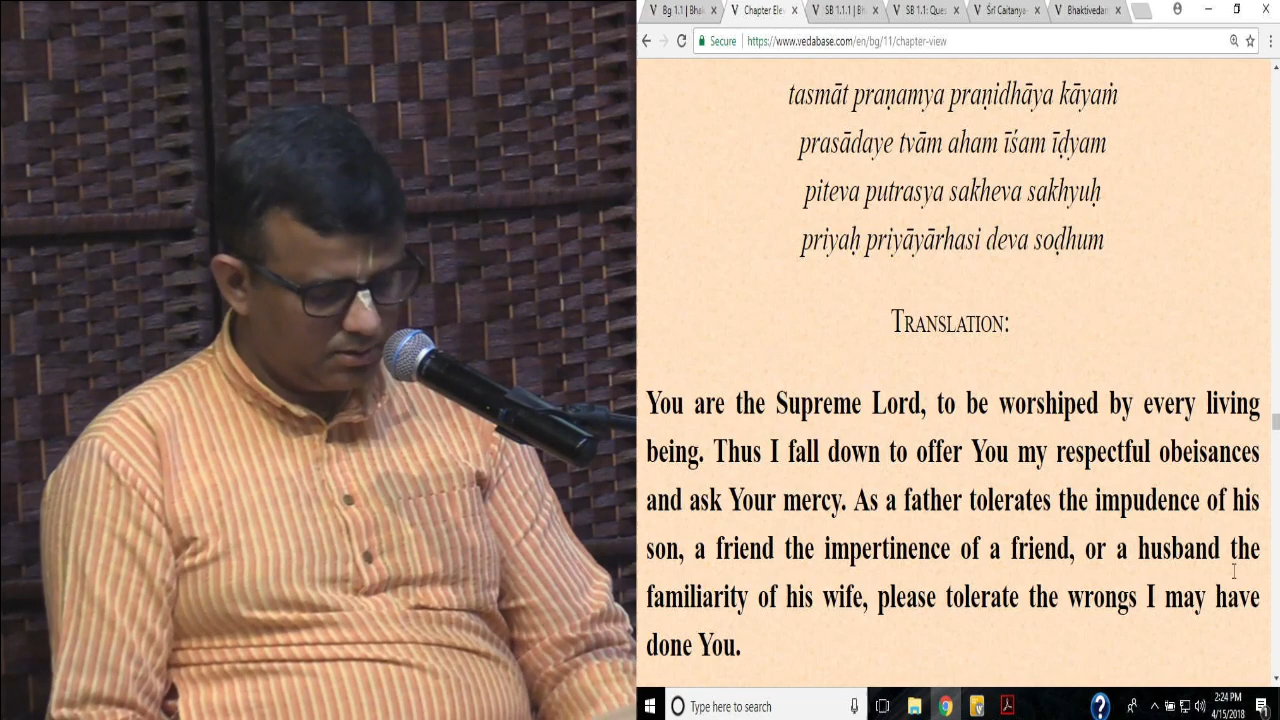 Bg 1.1 | Bhak
Chapter Elev
SB 1.1.1 | Bh
SB 1.1: Ques
Śrī Caitanya-
Bhaktivedan
Secure
https://www.vedabase.com/en/bg/11/chapter-view
tasmāt praṇamya praṇidhāya kāyaṁ
prasādaye tvām aham īśam īḍyam
piteva putrasya sakheva sakhyuḥ
priyaḥ priyāyārhasi deva soḍhum
TRANSLATION:
You are the Supreme Lord, to be worshiped by every living
being. Thus I fall down to offer You my respectful obeisances
and ask Your mercy. As a father tolerates the impudence of his
son, a friend the impertinence of a friend, or a husband the
familiarity of his wife, please tolerate the wrongs I may have
done You.
Type here to search
2:24 PM
4/15/2018